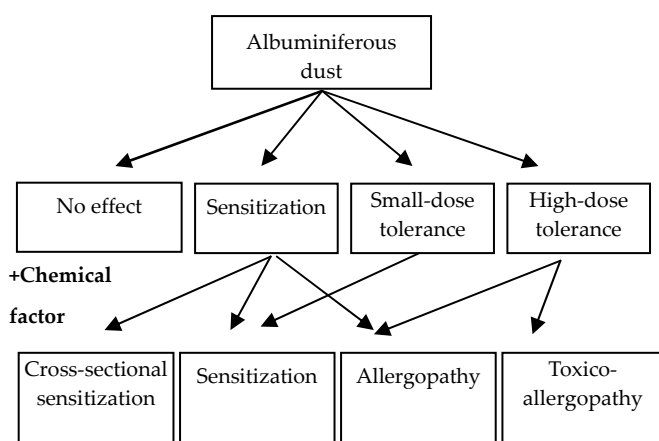 Albuminiferous
dust
No effect
Sensitization
Small-dose
tolerance
High-dose
tolerance
+Chemical
factor
Cross-sectional
sensitization
Sensitization
Allergopathy
Toxico-
allergopathy